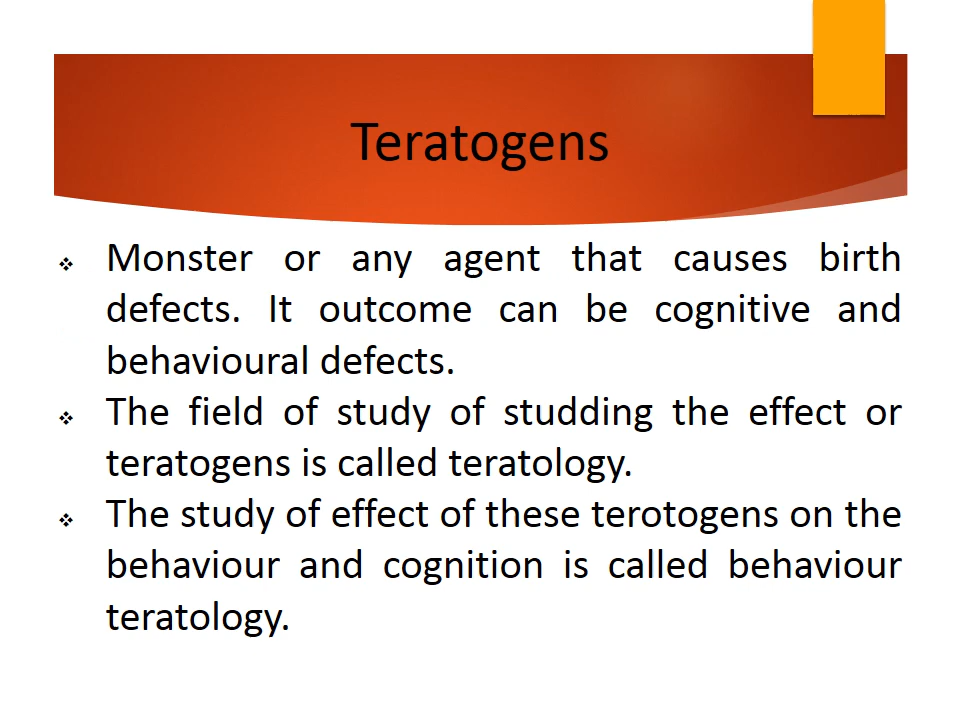 Teratogens
❖ Monster or any agent that causes birth
defects. It outcome can be cognitive and
behavioural defects.
❖ The field of study of studding the effect or
teratogens is called teratology.
❖ The study of effect of these terotogens on the
behaviour and cognition is called behaviour
teratology.